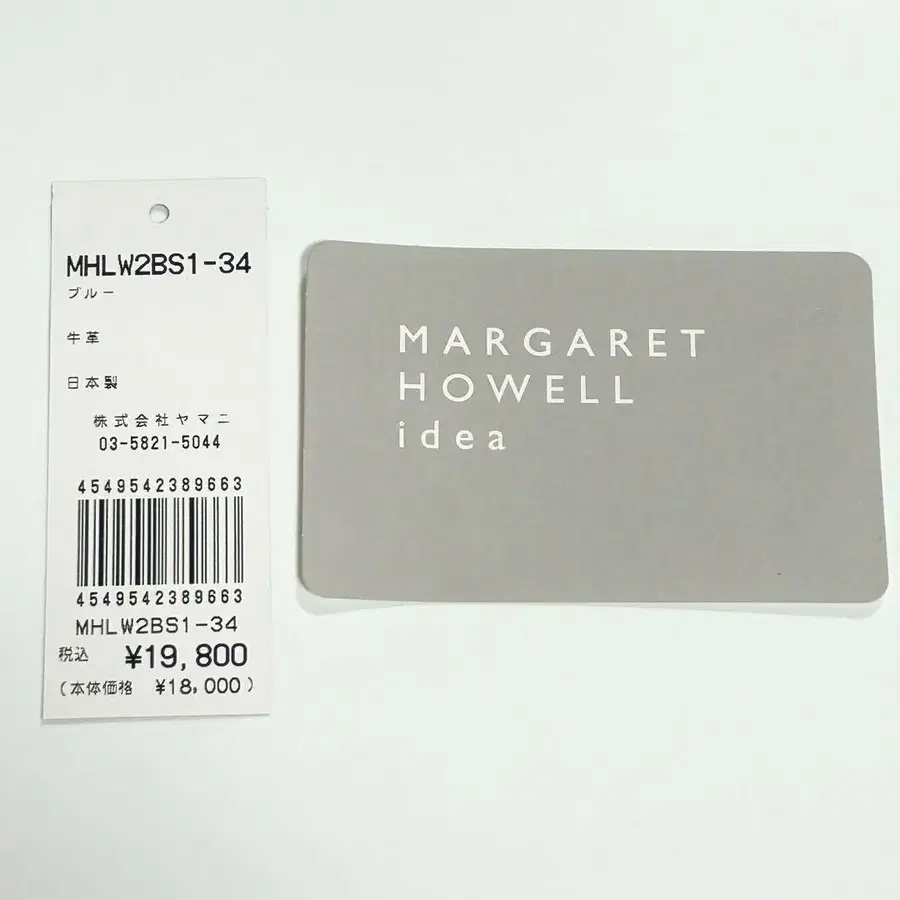 MHLW2BS1-34
ブルー
牛革
日本製
株式会社ヤマニ
03-5821-5044
4549542389663
4549542389663
MHLW2BS1-34
税込 ¥19,800
(本体価格 ¥18,000)
MARGARET
HOWELL
idea